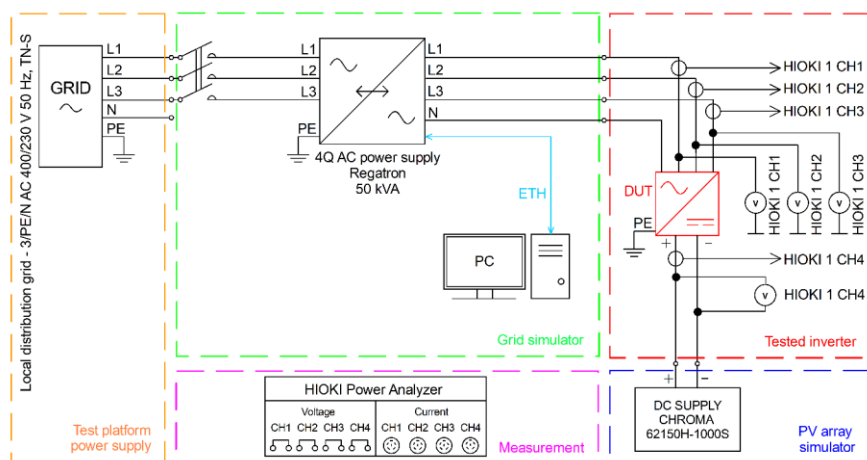 Local distribution grid - 3/PE/N AC 400/230 V 50 Hz, TN-S
GRID
L1
L2
L3
N
PE
L1
L2
L3
PE
L1
L2
L3
N
4Q AC power supply
Regatron
50 kVA
ETH
PC
Grid simulator
HIOKI 1 CH1
HIOKI 1 CH2
HIOKI 1 CH3
DUT
PE
+
-
V
V
V
HIOKI 1 CH1
HIOKI 1 CH2
HIOKI 1 CH3
HIOKI 1 CH4
V
HIOKI 1 CH4
Tested inverter
Test platform
power supply
HIOKI Power Analyzer
Voltage
CH1 CH2 CH3 CH4
Current
CH1 CH2 CH3 CH4
Measurement
+
-
DC SUPPLY
CHROMA
62150H-1000S
PV array
simulator